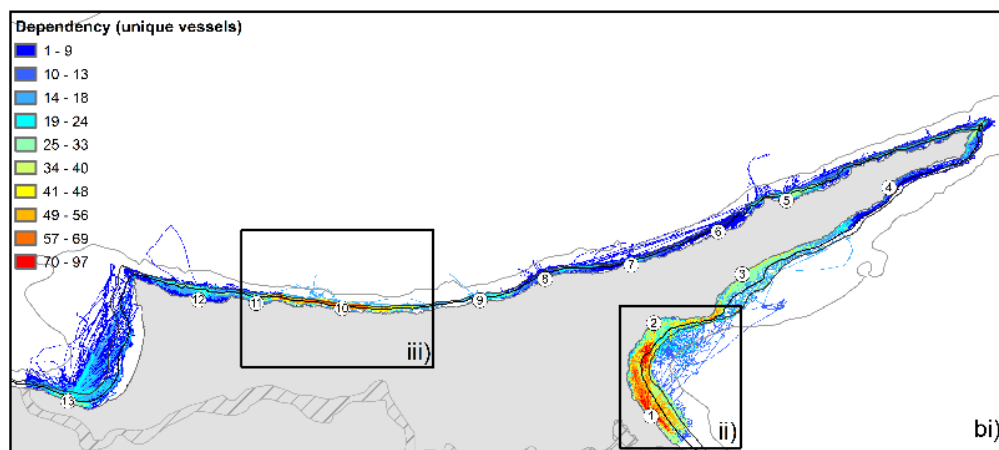 Dependency (unique vessels)
1 - 9
10 - 13
14 - 18
19 - 24
25 - 33
34 - 40
41 - 48
49 - 56
57 - 69
70 - 97
4
5
6
3
7
8
9
12
11
10
iii)
2
13
1
ii)
bi)